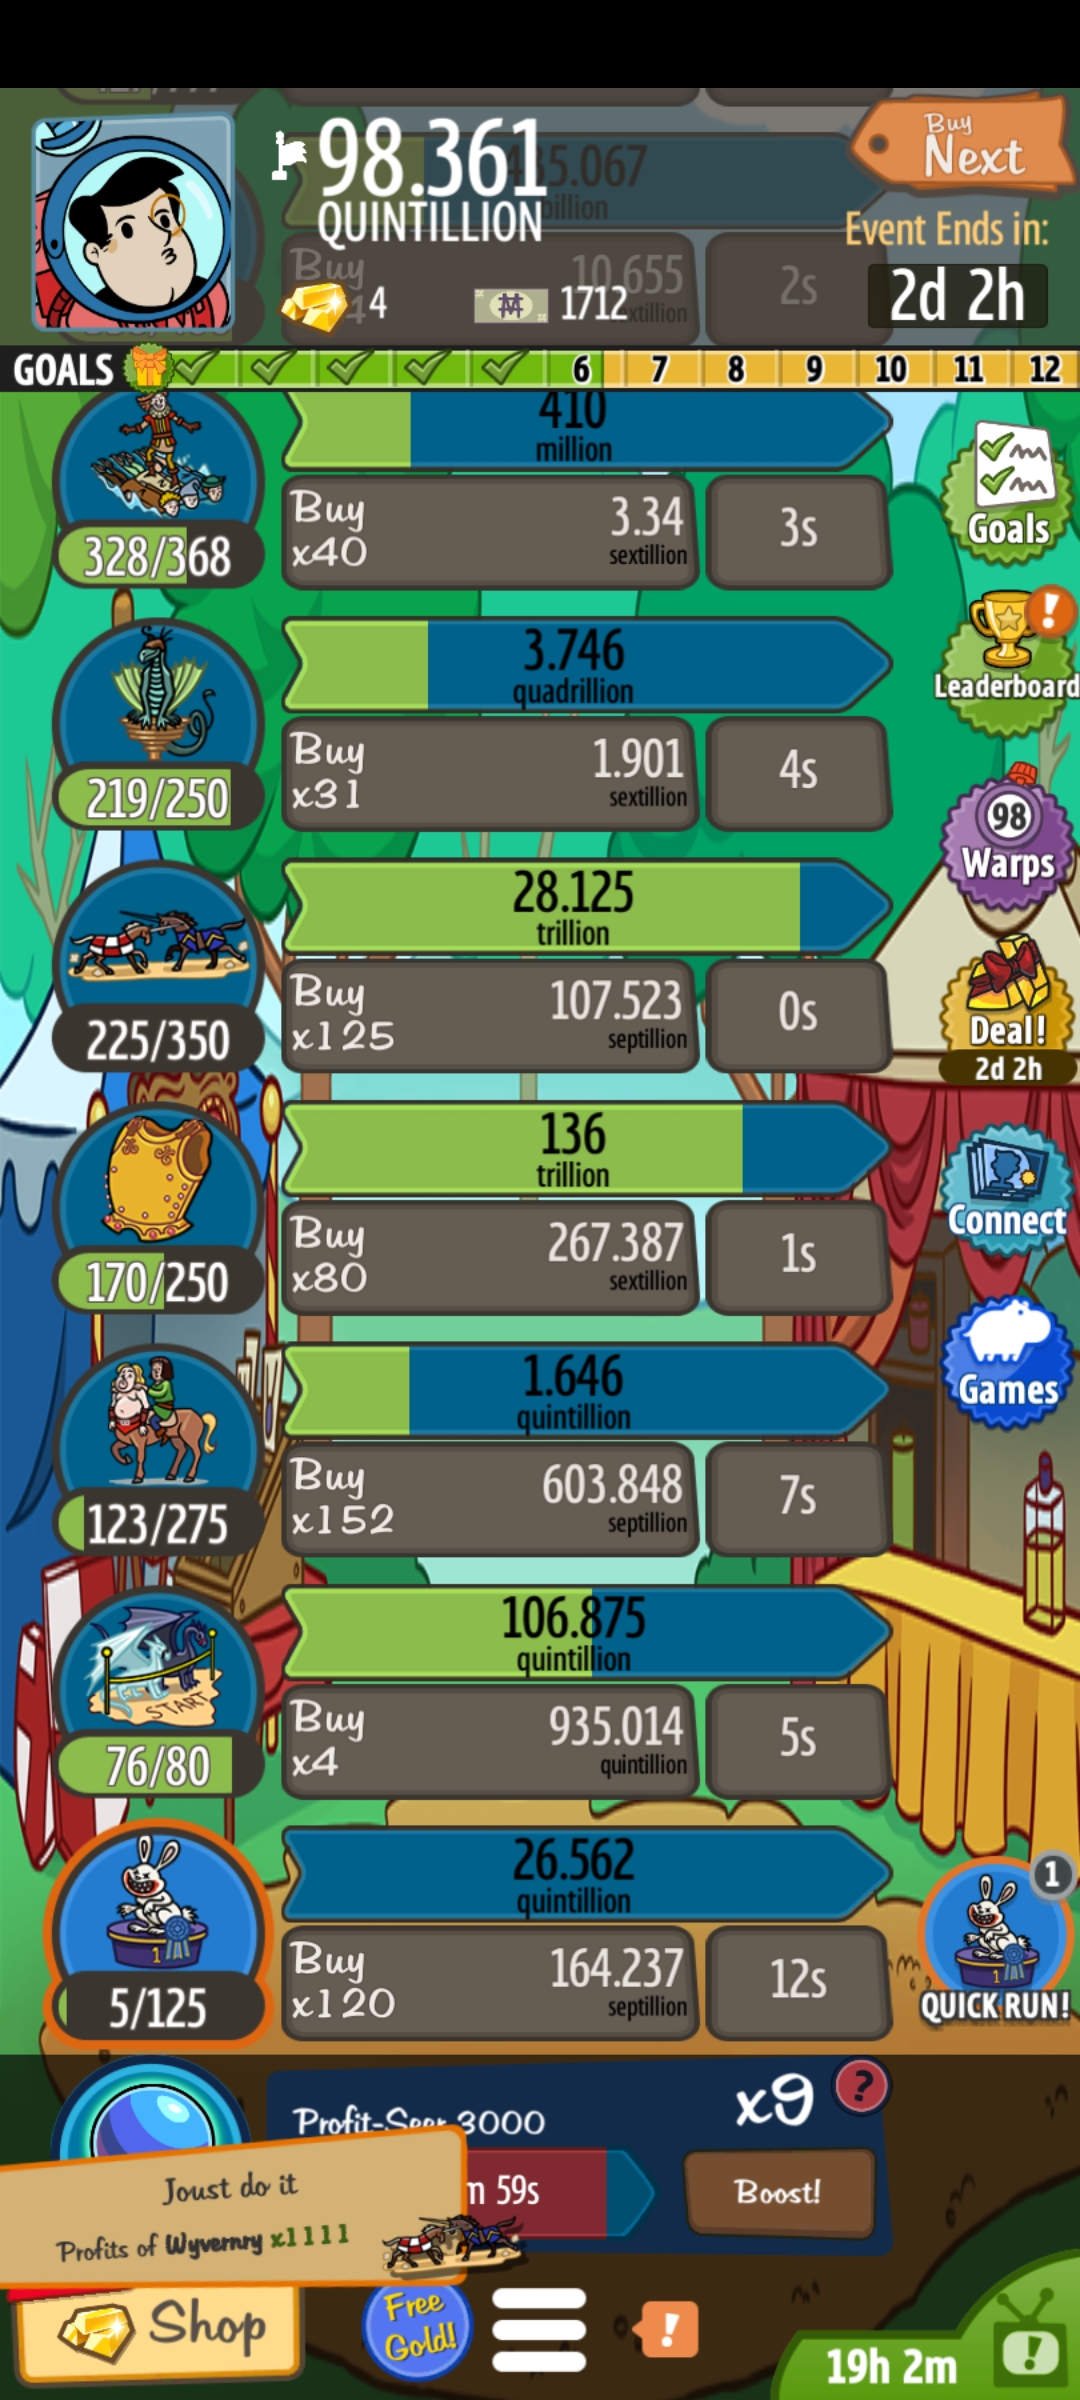 98.361
QUINTILLION
4
1712
Buy
Next
Event Ends in:
2d 2h
35.067
billion
Buy
10.655
2s
GOALS
6 7 8 9 10 11 12
410
million
328/368
Buy
x40
3.34
sextillion
3s
Goals
3.746
quadrillion
219/250
Buy
x31
1.901
sextillion
4s
Leaderboard
98
Warps
28.125
trillion
225/350
Buy
x125
107.523
septillion
0s
Deal!
2d 2h
136
trillion
170/250
Buy
x80
267.387
sextillion
1s
Connect
1.646
quintillion
123/275
Buy
x152
603.848
septillion
7s
Games
106.875
quintillion
START
76/80
Buy
x4
935.014
quintillion
5s
26.562
quintillion
1
5/125
Buy
x120
164.237
septillion
12s
1
1
QUICK RUN!
Profit-Seer 3000
x9
?
m 59s
Boost!
Joust do it
Profits of Wyvernry x1111
Shop
Free
Gold!
!
19h 2m
!